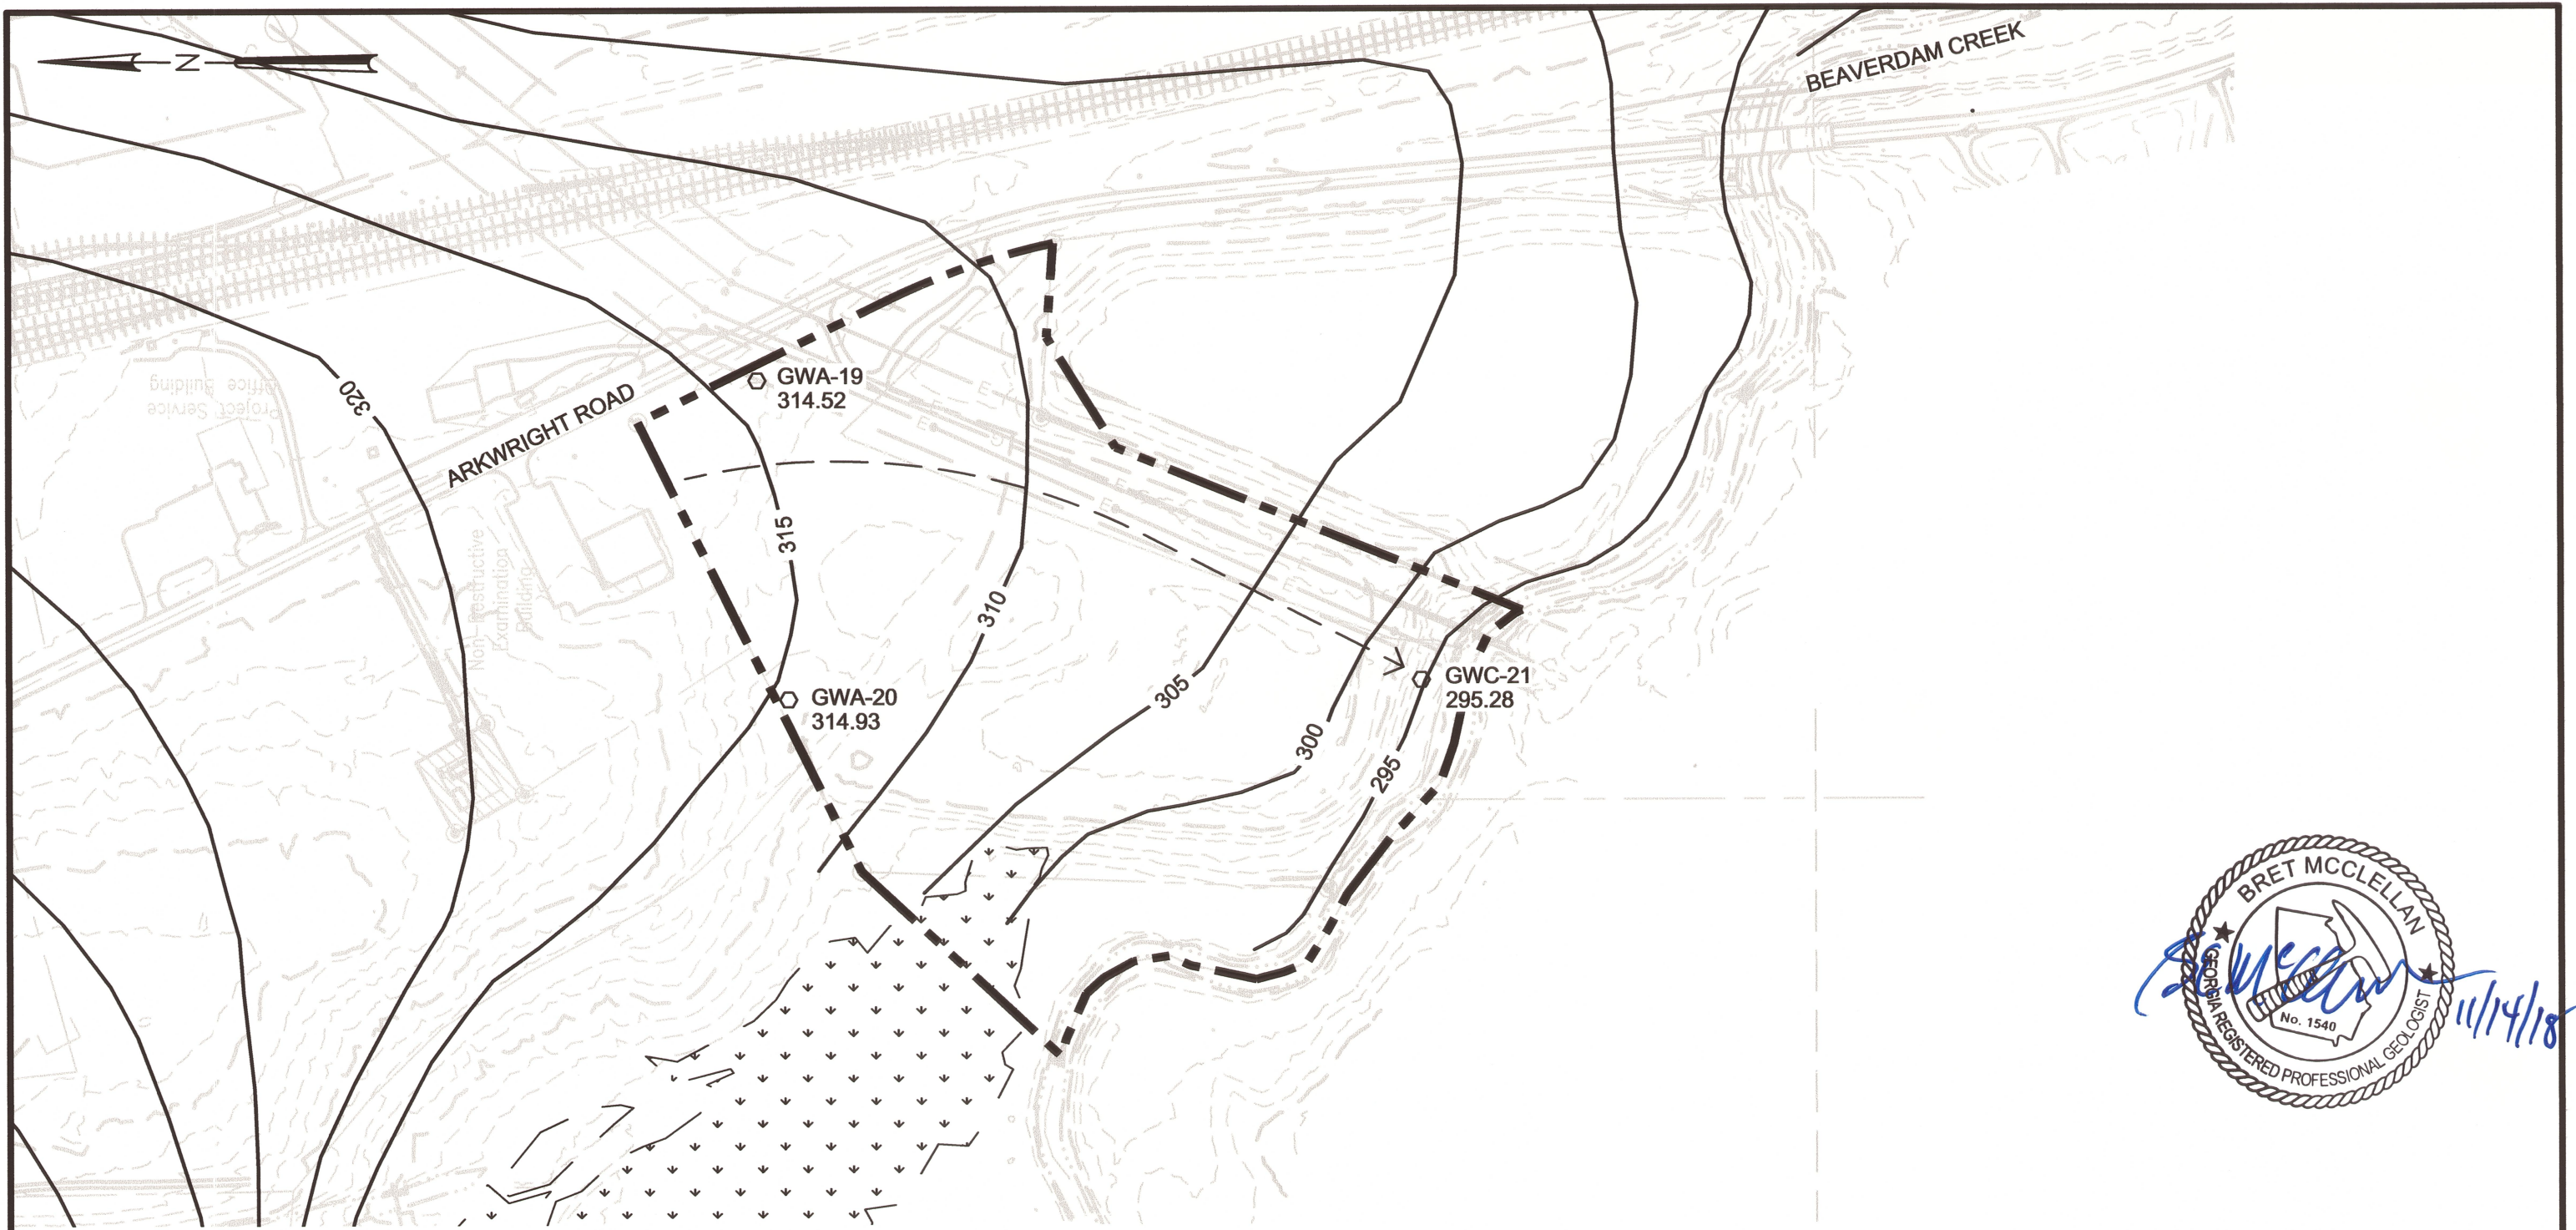 N
BEAVERDAM CREEK
Project Service
Office Building
320
ARKWRIGHT ROAD
GWA-19
314.52
Non-Destructive
Examination
Building
315
310
E
G
E
E
E
GWA-20
314.93
305
300
295
GWC-21
295.28
BRET MCCLELLAN
GEORGIA REGISTERED PROFESSIONAL GEOLOGIST
No. 1540
11/14/18